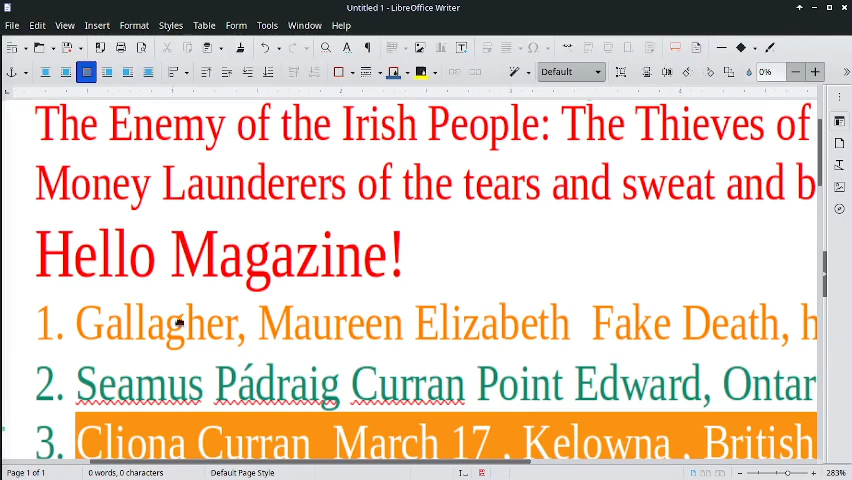 Untitled 1 - LibreOffice Writer
File Edit View Insert Format Styles Table Form Tools Window Help
Default
0%
The Enemy of the Irish People: The Thieves of
Money Launderers of the tears and sweat and b
Hello Magazine!
1. Gallagher, Maureen Elizabeth Fake Death, h
2. Seamus Pádraig Curran Point Edward, Ontar
3. Cliona Curran March 17 , Kelowna , British
Page 1 of 1 0 words, 0 characters Default Page Style 283%